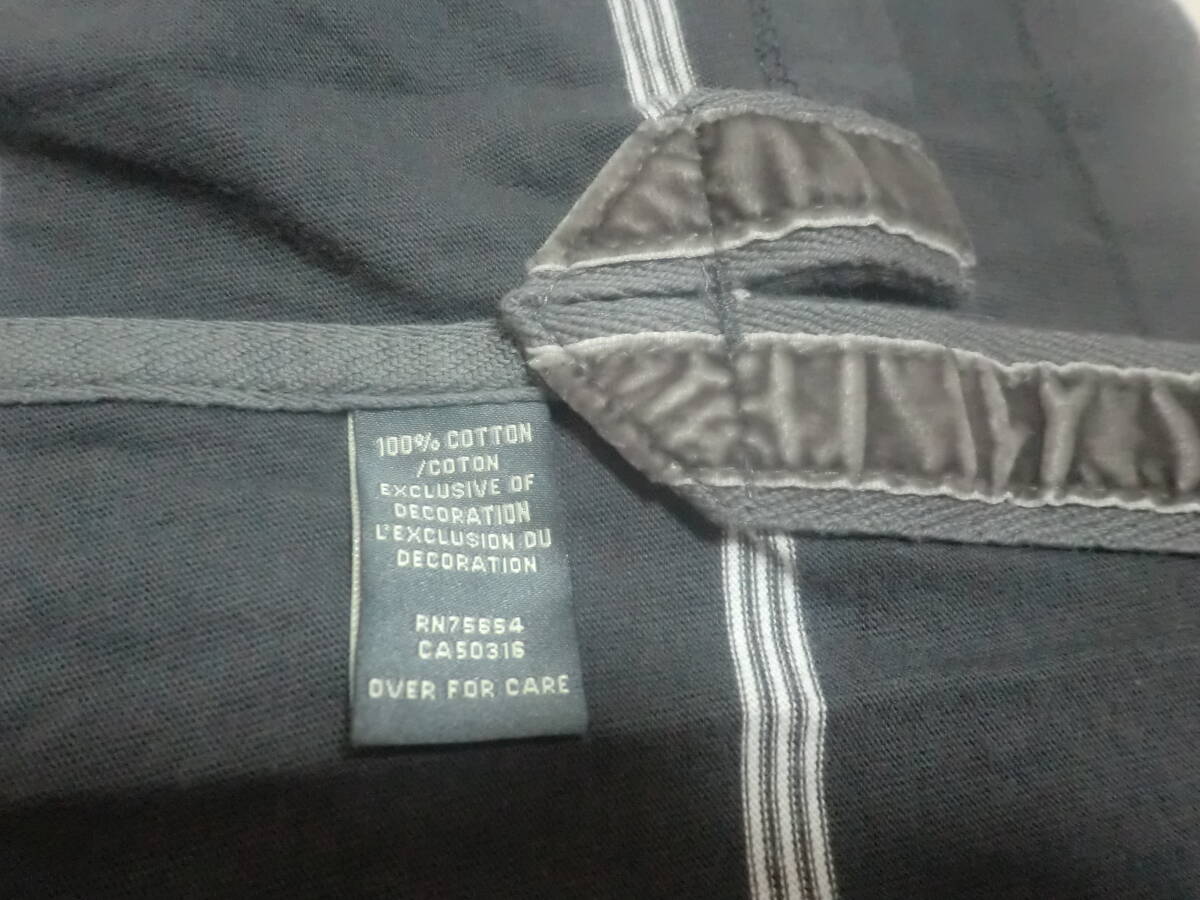 100% COTTON
/COTON
EXCLUSIVE OF
DECORATION
L'EXCLUSION DU
DECORATION
RN75654
CA50316
OVER FOR CARE